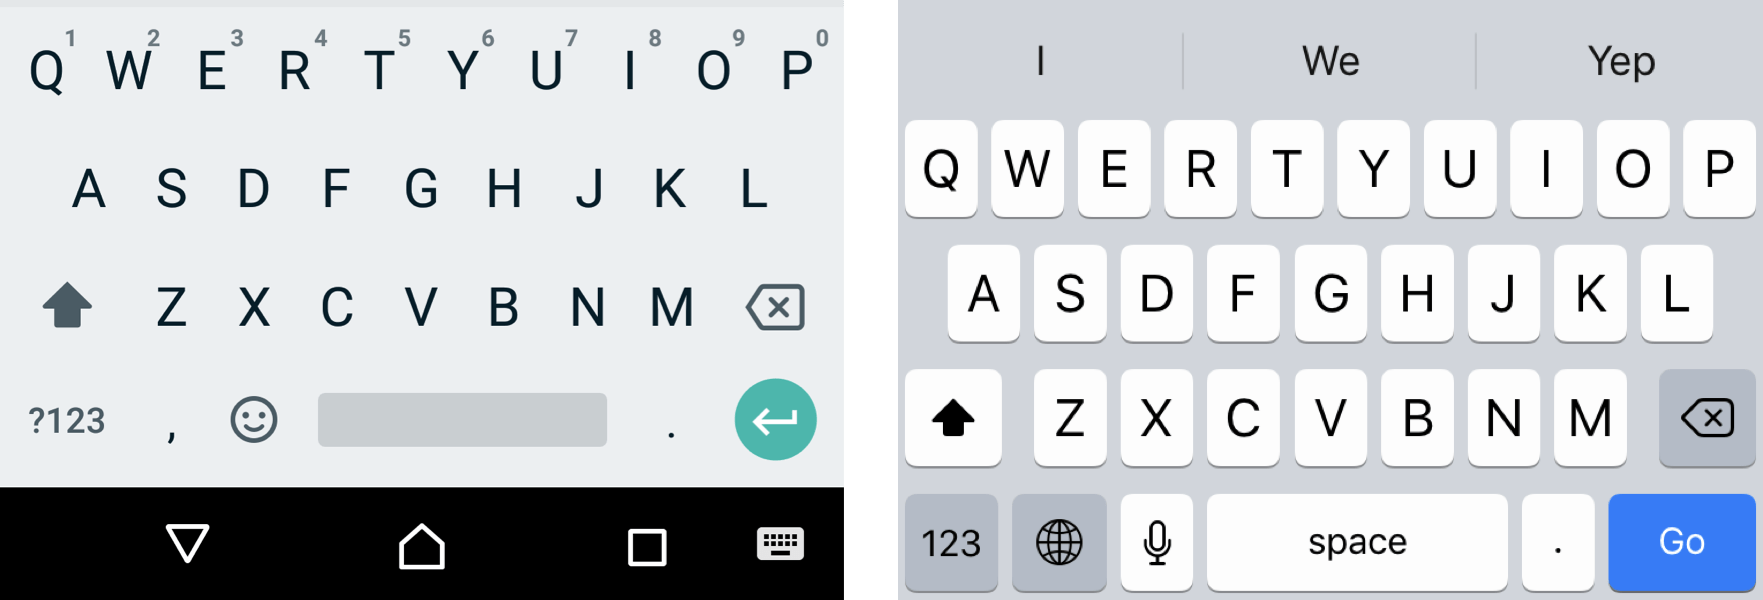 1 2 3 4 5 6 7 8 9 0
Q W E R T Y U I O P
A S D F G H J K L
Z X C V B N M
?123 , .
I We Yep
Q W E R T Y U I O P
A S D F G H J K L
Z X C V B N M
123 space . Go